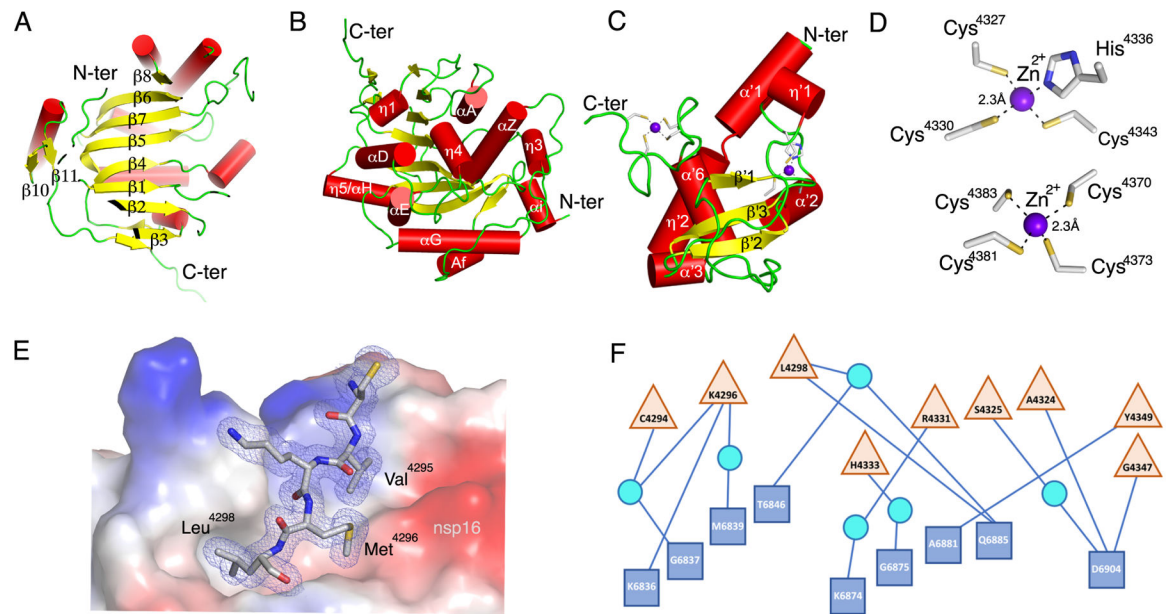 A
N-ter
β8
β6
β7
β5
β4
β1
β2
β3
β10
β11
C-ter
B
C-ter
η1
αA
αZ
αD
η4
η3
η5/αH
αE
αI
N-ter
αG
Af
C
N-ter
α'1
η'1
C-ter
α'6
β'1
η'2
β'3
α'2
β'2
α'3
D
Cys4327
His4336
Zn2+
2.3Å
Cys4330
Cys4343
Cys4383
Zn2+
Cys4370
2.3Å
Cys4381
Cys4373
E
Val4295
Leu4298
Met4296
nsp16
F
L4298
C4294
K4296
R4331
S4325
A4324
Y4349
H4333
G4347
T6846
M6839
G6837
K6836
A6881
Q6885
G6875
K6874
D6904